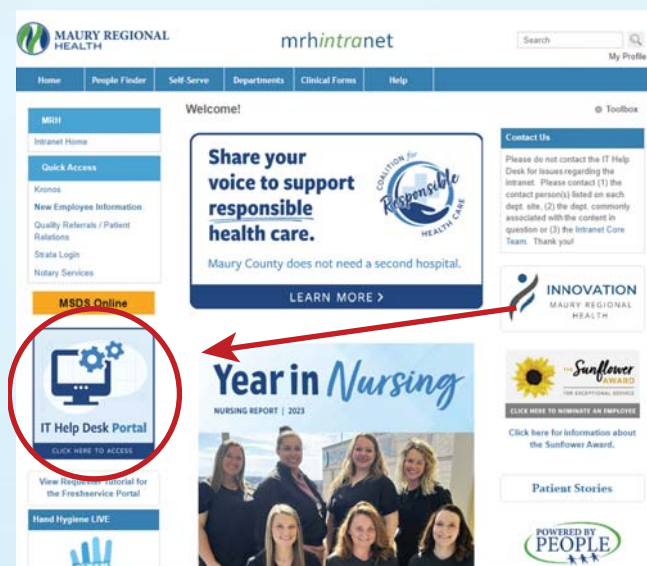 MAURY REGIONAL
HEALTH
mrhintranet
Search
My Profile
Home
People Finder
Self-Serve
Departments
Clinical Forms
Help
MRH
Intranet Home
Quick Access
Kronos
New Employee Information
Quality Referrals / Patient
Relations
Strata Login
Notary Services
MSDS Online
IT Help Desk Portal
CLICK HERE TO ACCESS
View Requester Tutorial for
the Freshservice Portal
Hand Hygiene LIVE
Welcome!
Share your
voice to support
responsible
health care.
COALITION for
Responsible
HEALTH CARE
Maury County does not need a second hospital.
LEARN MORE >
Year in Nursing
NURSING REPORT | 2023
Toolbox
Contact Us
Please do not contact the IT Help
Desk for issues regarding the
intranet. Please contact (1) the
contact person(s) listed on each
dept. site, (2) the dept. commonly
associated with the content in
question or (3) the Intranet Core
Team. Thank you!
INNOVATION
MAURY REGIONAL
HEALTH
THE Sunflower
AWARD
FOR EXCEPTIONAL SERVICE
CLICK HERE TO NOMINATE AN EMPLOYEE
Click here for information about
the Sunflower Award.
Patient Stories
POWERED BY
PEOPLE